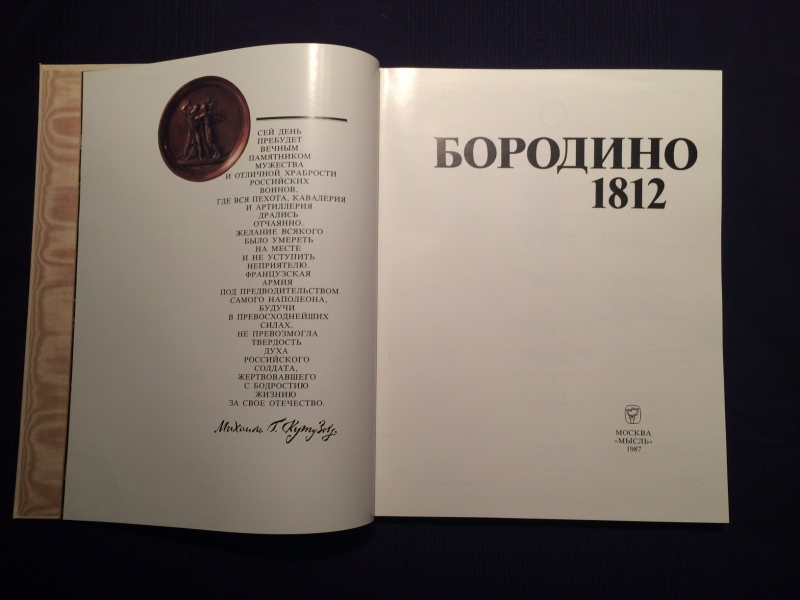 СЕЙ ДЕНЬ
ПРЕБУДЕТ
ВЕЧНЫМ
ПАМЯТНИКОМ
МУЖЕСТВА
И ОТЛИЧНОЙ ХРАБРОСТИ
РОССИЙСКИХ
ВОИНОВ,
ГДЕ ВСЯ ПЕХОТА, КАВАЛЕРИЯ
И АРТИЛЛЕРИЯ
ДРАЛИСЬ
ОТЧАЯННО.
ЖЕЛАНИЕ ВСЯКОГО
БЫЛО УМЕРЕТЬ
НА МЕСТЕ
И НЕ УСТУПИТЬ
НЕПРИЯТЕЛЮ.
ФРАНЦУЗСКАЯ
АРМИЯ
ПОД ПРЕДВОДИТЕЛЬСТВОМ
САМОГО НАПОЛЕОНА,
БУДУЧИ
В ПРЕВОСХОДНЕЙШИХ
СИЛАХ,
НЕ ПРЕВОЗМОГЛА
ТВЕРДОСТЬ
ДУХА
РОССИЙСКОГО
СОЛДАТА,
ЖЕРТВОВАВШЕГО
С БОДРОСТИЮ
ЖИЗНИЮ
ЗА СВОЕ ОТЕЧЕСТВО.
Михаил Г. Кутузов
БОРОДИНО
1812
МОСКВА
«МЫСЛЬ»
1987